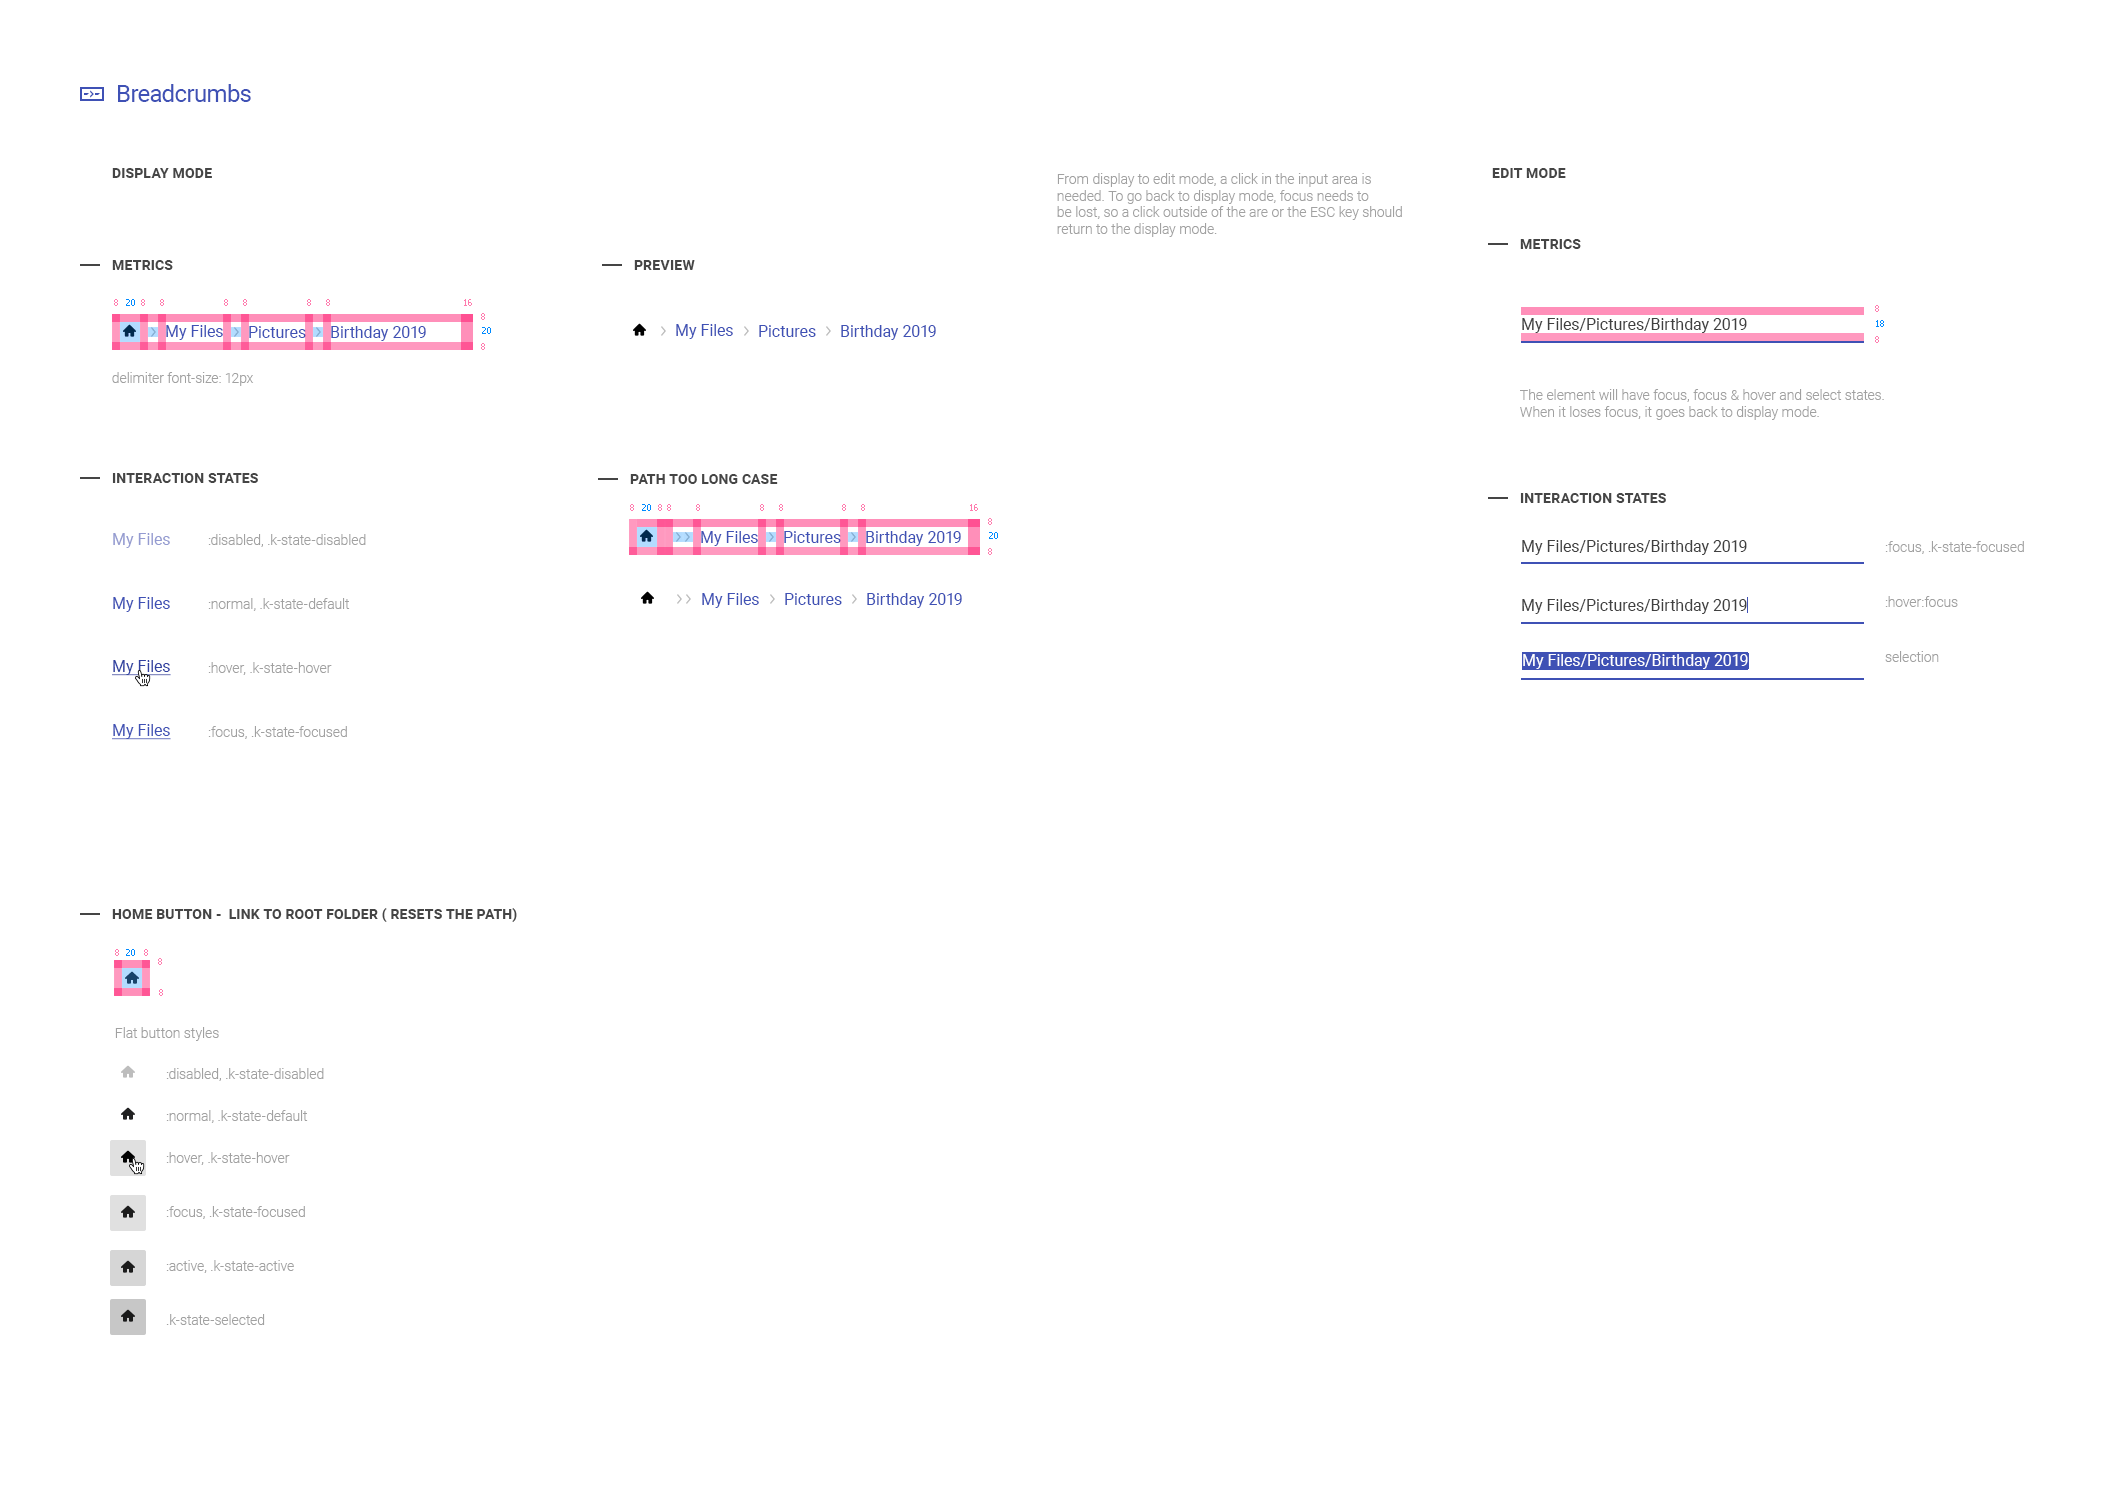 Breadcrumbs
DISPLAY MODE
METRICS
8 20 8 8 8 8 8 8 16
My Files Pictures Birthday 2019
8
20
8
delimiter font-size: 12px
PREVIEW
My Files Pictures Birthday 2019
From display to edit mode, a click in the input area is
needed. To go back to display mode, focus needs to
be lost, so a click outside of the are or the ESC key should
return to the display mode.
EDIT MODE
METRICS
My Files/Pictures/Birthday 2019
8
18
8
The element will have focus, focus & hover and select states.
When it loses focus, it goes back to display mode.
INTERACTION STATES
My Files :disabled, .k-state-disabled
My Files :normal, .k-state-default
My Files :hover, .k-state-hover
My Files :focus, .k-state-focused
PATH TOO LONG CASE
8 20 8 8 8 8 8 8 8 16
My Files Pictures Birthday 2019
8
20
8
My Files Pictures Birthday 2019
INTERACTION STATES
My Files/Pictures/Birthday 2019 :focus, .k-state-focused
My Files/Pictures/Birthday 2019 :hover:focus
My Files/Pictures/Birthday 2019 selection
HOME BUTTON - LINK TO ROOT FOLDER ( RESETS THE PATH)
8 20 8
8
8
Flat button styles
:disabled, .k-state-disabled
:normal, .k-state-default
:hover, .k-state-hover
:focus, .k-state-focused
:active, .k-state-active
.k-state-selected